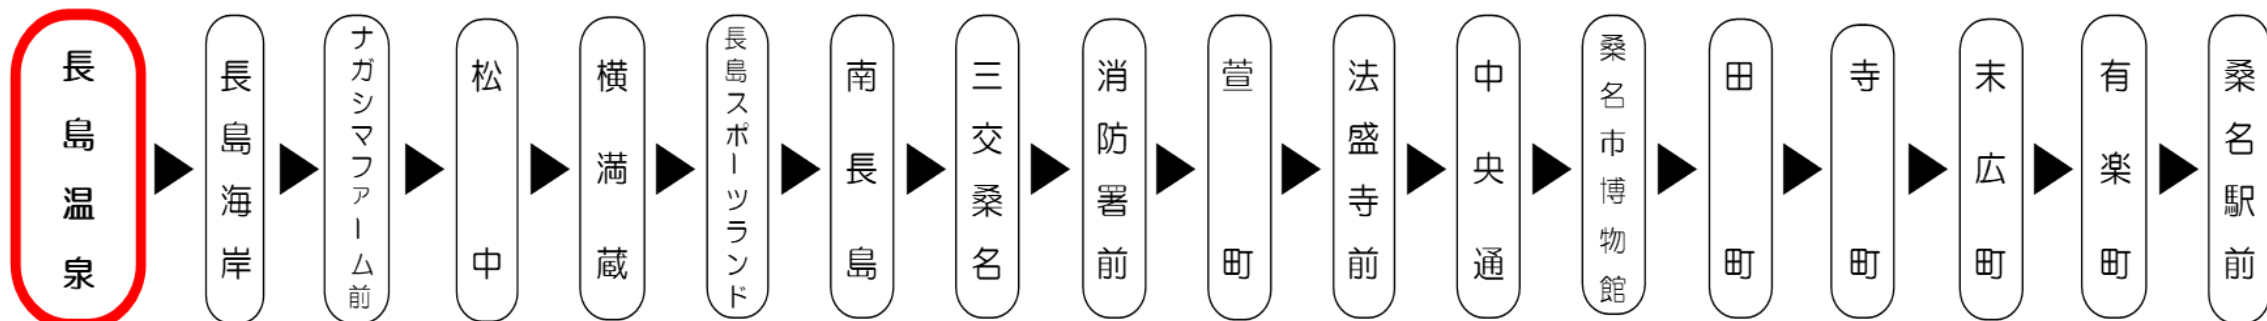 長島温泉
長島海岸
ナガシマファーム前
松中
横満蔵
長島スポーツランド
南長島
三交桑名
消防署前
萱町
法盛寺前
中央通
桑名市博物館
田町
寺町
末広町
有楽町
桑名駅前